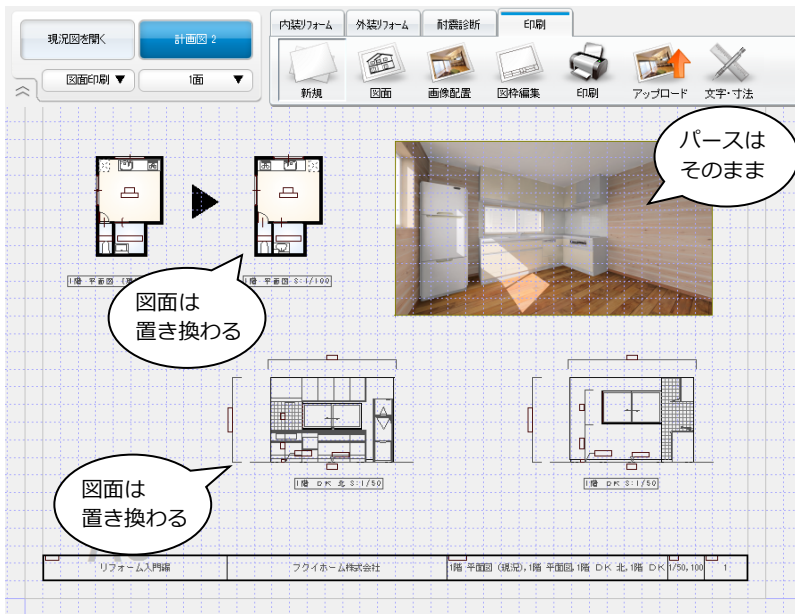 内装リフォーム 外装リフォーム 耐震診断 印刷
現況図を開く 計画図 2
図面印刷 ▼ 1面 ▼
新規 図面 画像配置 図枠編集 印刷 アップロード 文字・寸法
パースは
そのまま
1階 平面図
1階 平面図 S:1/100
図面は
置き換わる
1階 DK 北 S:1/50
1階 DK S:1/50
図面は
置き換わる
リフォーム入門編 フクイホーム株式会社 1階 平面図 (現況),1階 平面図,1階 DK 北,1階 DK 1/50,100 1